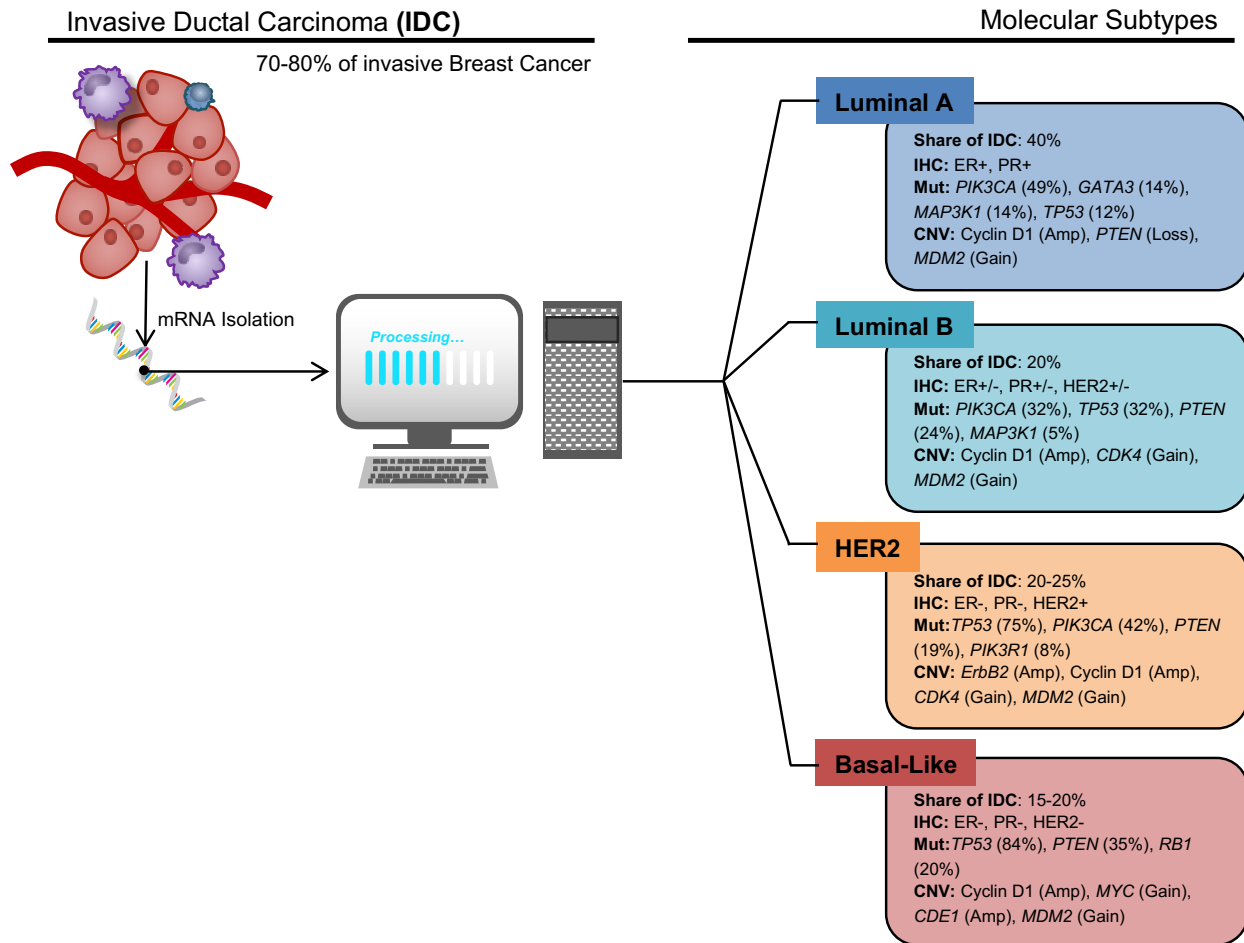 Invasive Ductal Carcinoma (IDC)
70-80% of invasive Breast Cancer
mRNA Isolation
Processing...
Molecular Subtypes
Luminal A
Share of IDC: 40%
IHC: ER+, PR+
Mut: PIK3CA (49%), GATA3 (14%),
MAP3K1 (14%), TP53 (12%)
CNV: Cyclin D1 (Amp), PTEN (Loss),
MDM2 (Gain)
Luminal B
Share of IDC: 20%
IHC: ER+/-, PR+/-, HER2+/-
Mut: PIK3CA (32%), TP53 (32%), PTEN
(24%), MAP3K1 (5%)
CNV: Cyclin D1 (Amp), CDK4 (Gain),
MDM2 (Gain)
HER2
Share of IDC: 20-25%
IHC: ER-, PR-, HER2+
Mut:TP53 (75%), PIK3CA (42%), PTEN
(19%), PIK3R1 (8%)
CNV: ErbB2 (Amp), Cyclin D1 (Amp),
CDK4 (Gain), MDM2 (Gain)
Basal-Like
Share of IDC: 15-20%
IHC: ER-, PR-, HER2-
Mut:TP53 (84%), PTEN (35%), RB1
(20%)
CNV: Cyclin D1 (Amp), MYC (Gain),
CDE1 (Amp), MDM2 (Gain)